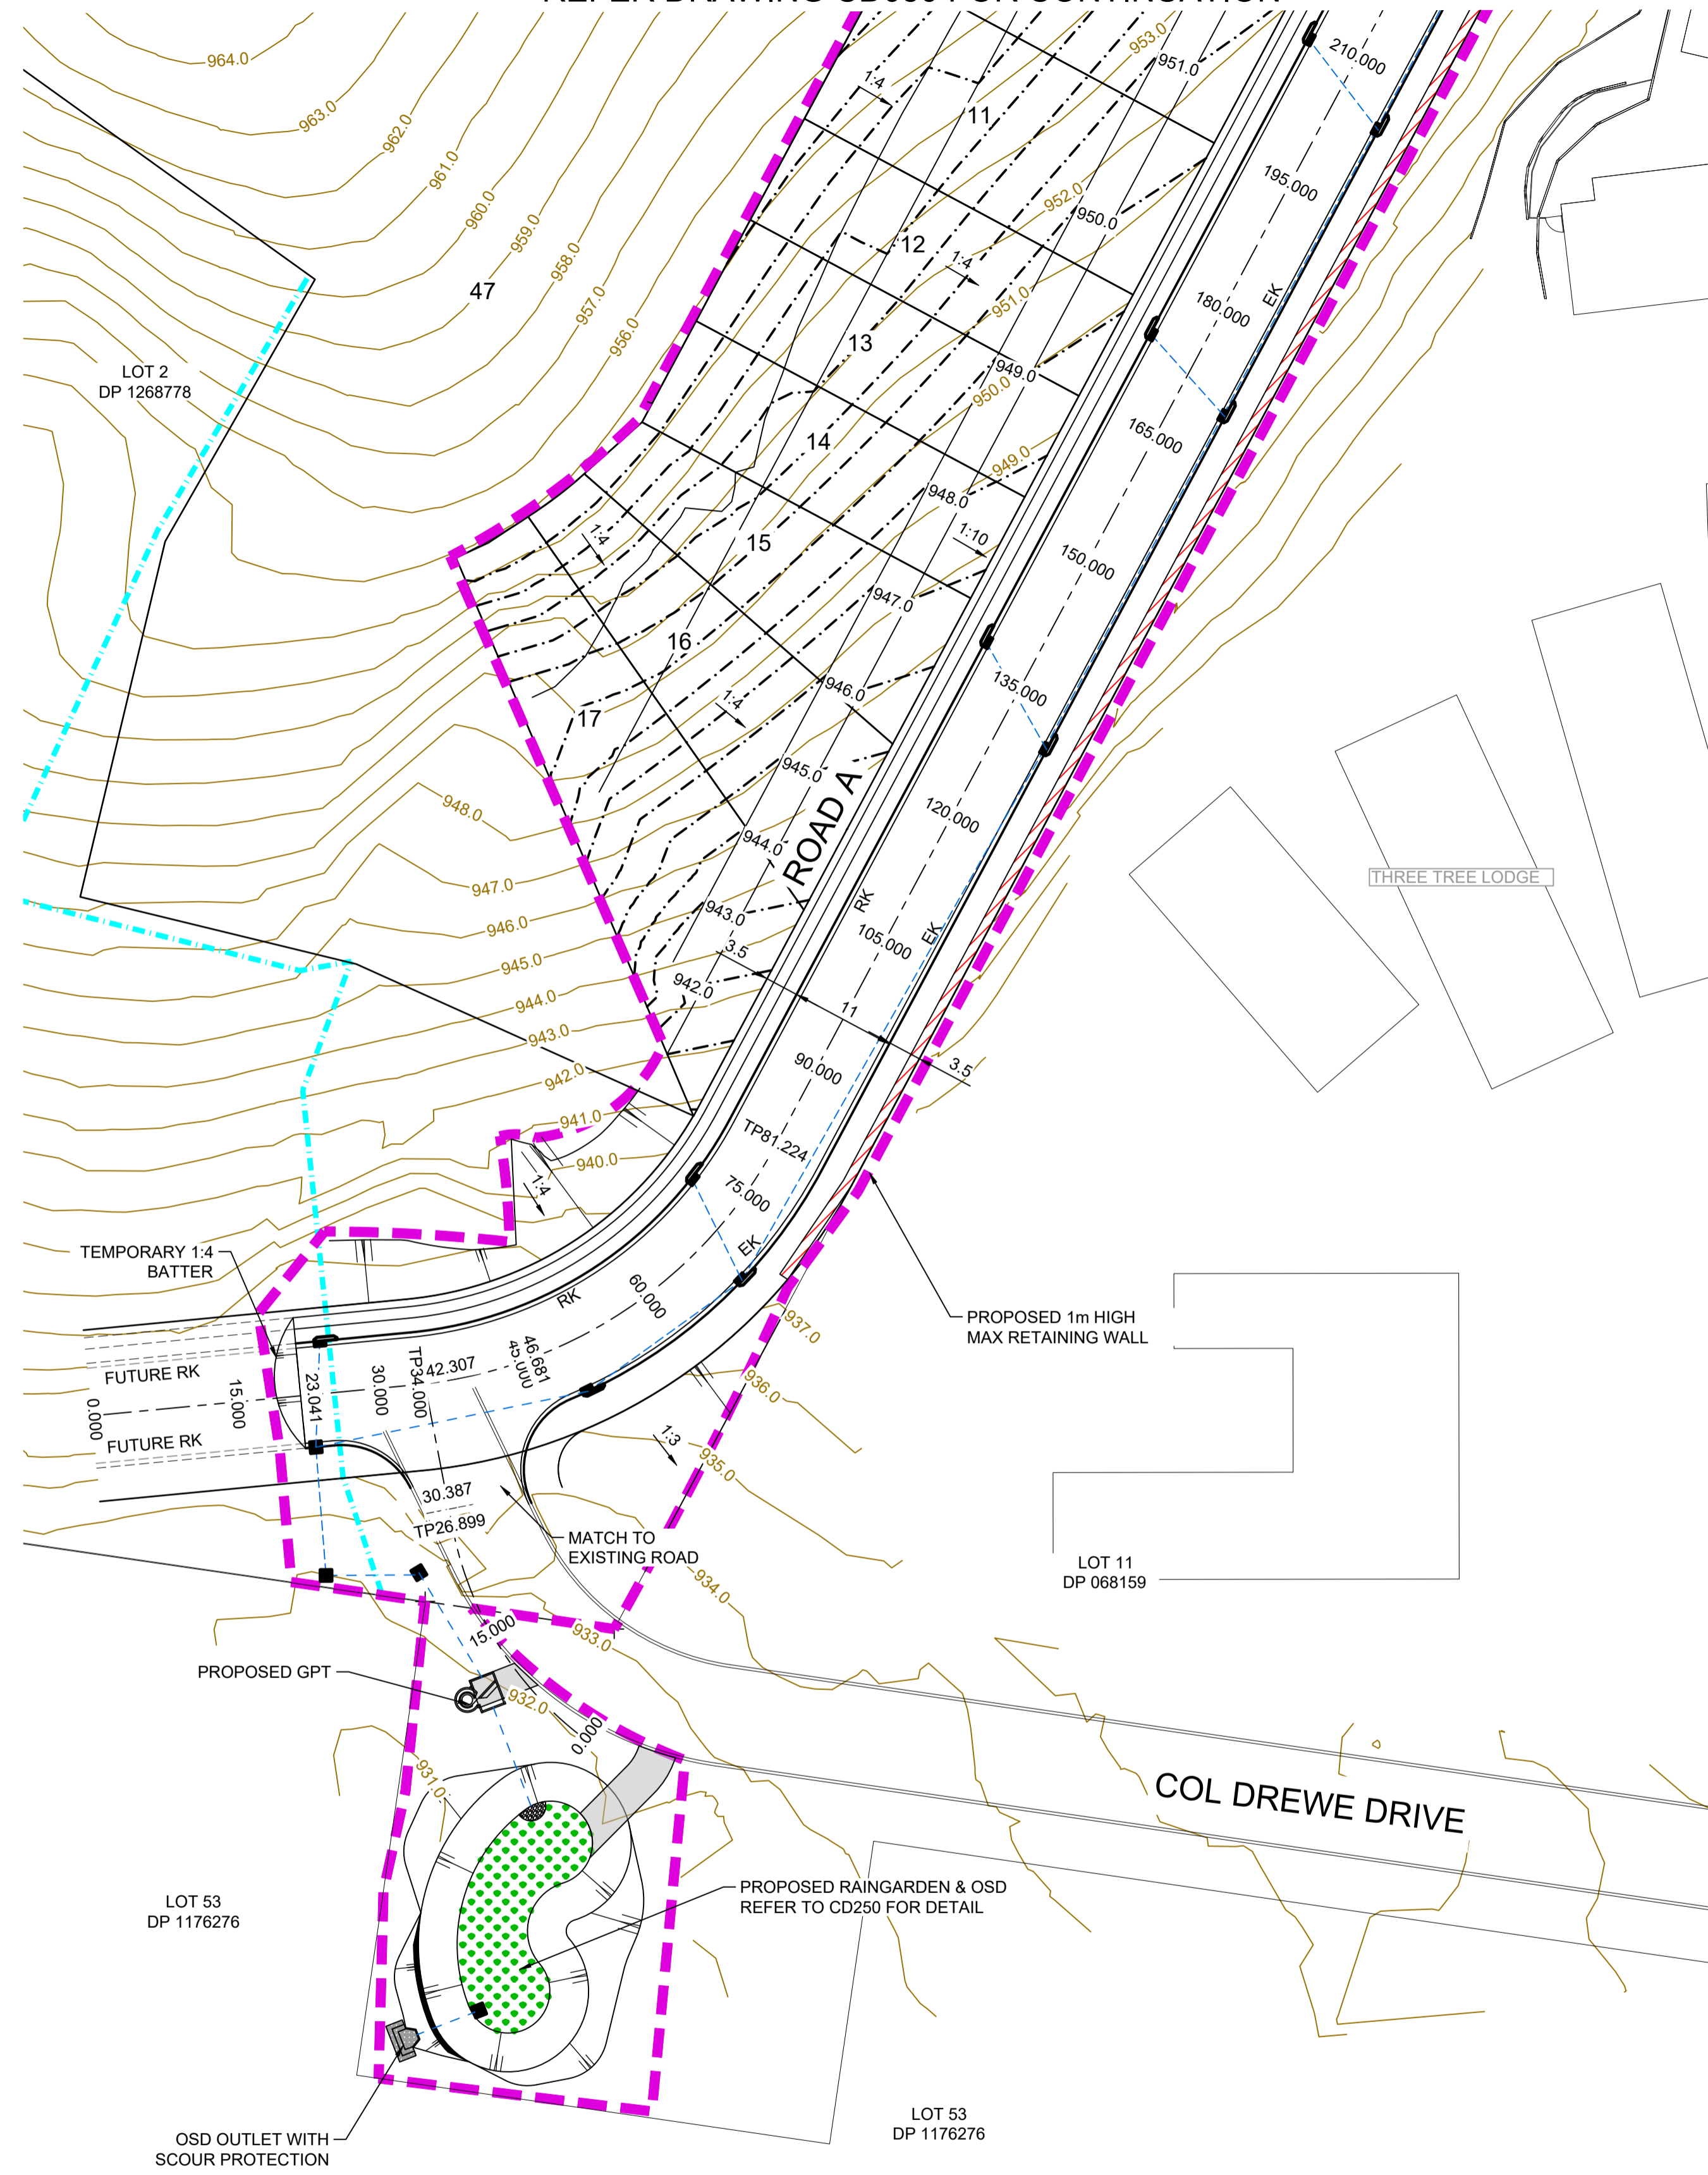 964.0
963.0
962.0
961.0
960.0
959.0
958.0
957.0
956.0
47
LOT 2
DP 1268778
1:4
11
953.0
951.0
210.000
195.000
12
952.0
950.0
1:4
951.0
180.000
EK
13
949.0
950.0
165.000
14
949.0
948.0
1:10
150.000
1:4
15
947.0
16
946.0
135.000
1:4
17
945.0
120.000
948.0
944.0
ROAD A
THREE TREE LODGE
947.0
943.0
RK
946.0
3.5
105.000
EK
945.0
942.0
944.0
11
943.0
90.000
3.5
942.0
941.0
TP81.224
940.0
1:4
75.000
TEMPORARY 1:4
BATTER
EK
60.000
RK
PROPOSED 1m HIGH
MAX RETAINING WALL
937.0
FUTURE RK
15.000
23.041
30.000
TP34.000
42.307
46.681
45.000
936.0
0.000
FUTURE RK
1:3
935.0
30.387
TP26.899
MATCH TO
EXISTING ROAD
LOT 11
DP 068159
934.0
15.000
933.0
PROPOSED GPT
932.0
0.000
931.0
COL DREWE DRIVE
PROPOSED RAINGARDEN & OSD
REFER TO CD250 FOR DETAIL
LOT 53
DP 1176276
LOT 53
DP 1176276
OSD OUTLET WITH
SCOUR PROTECTION